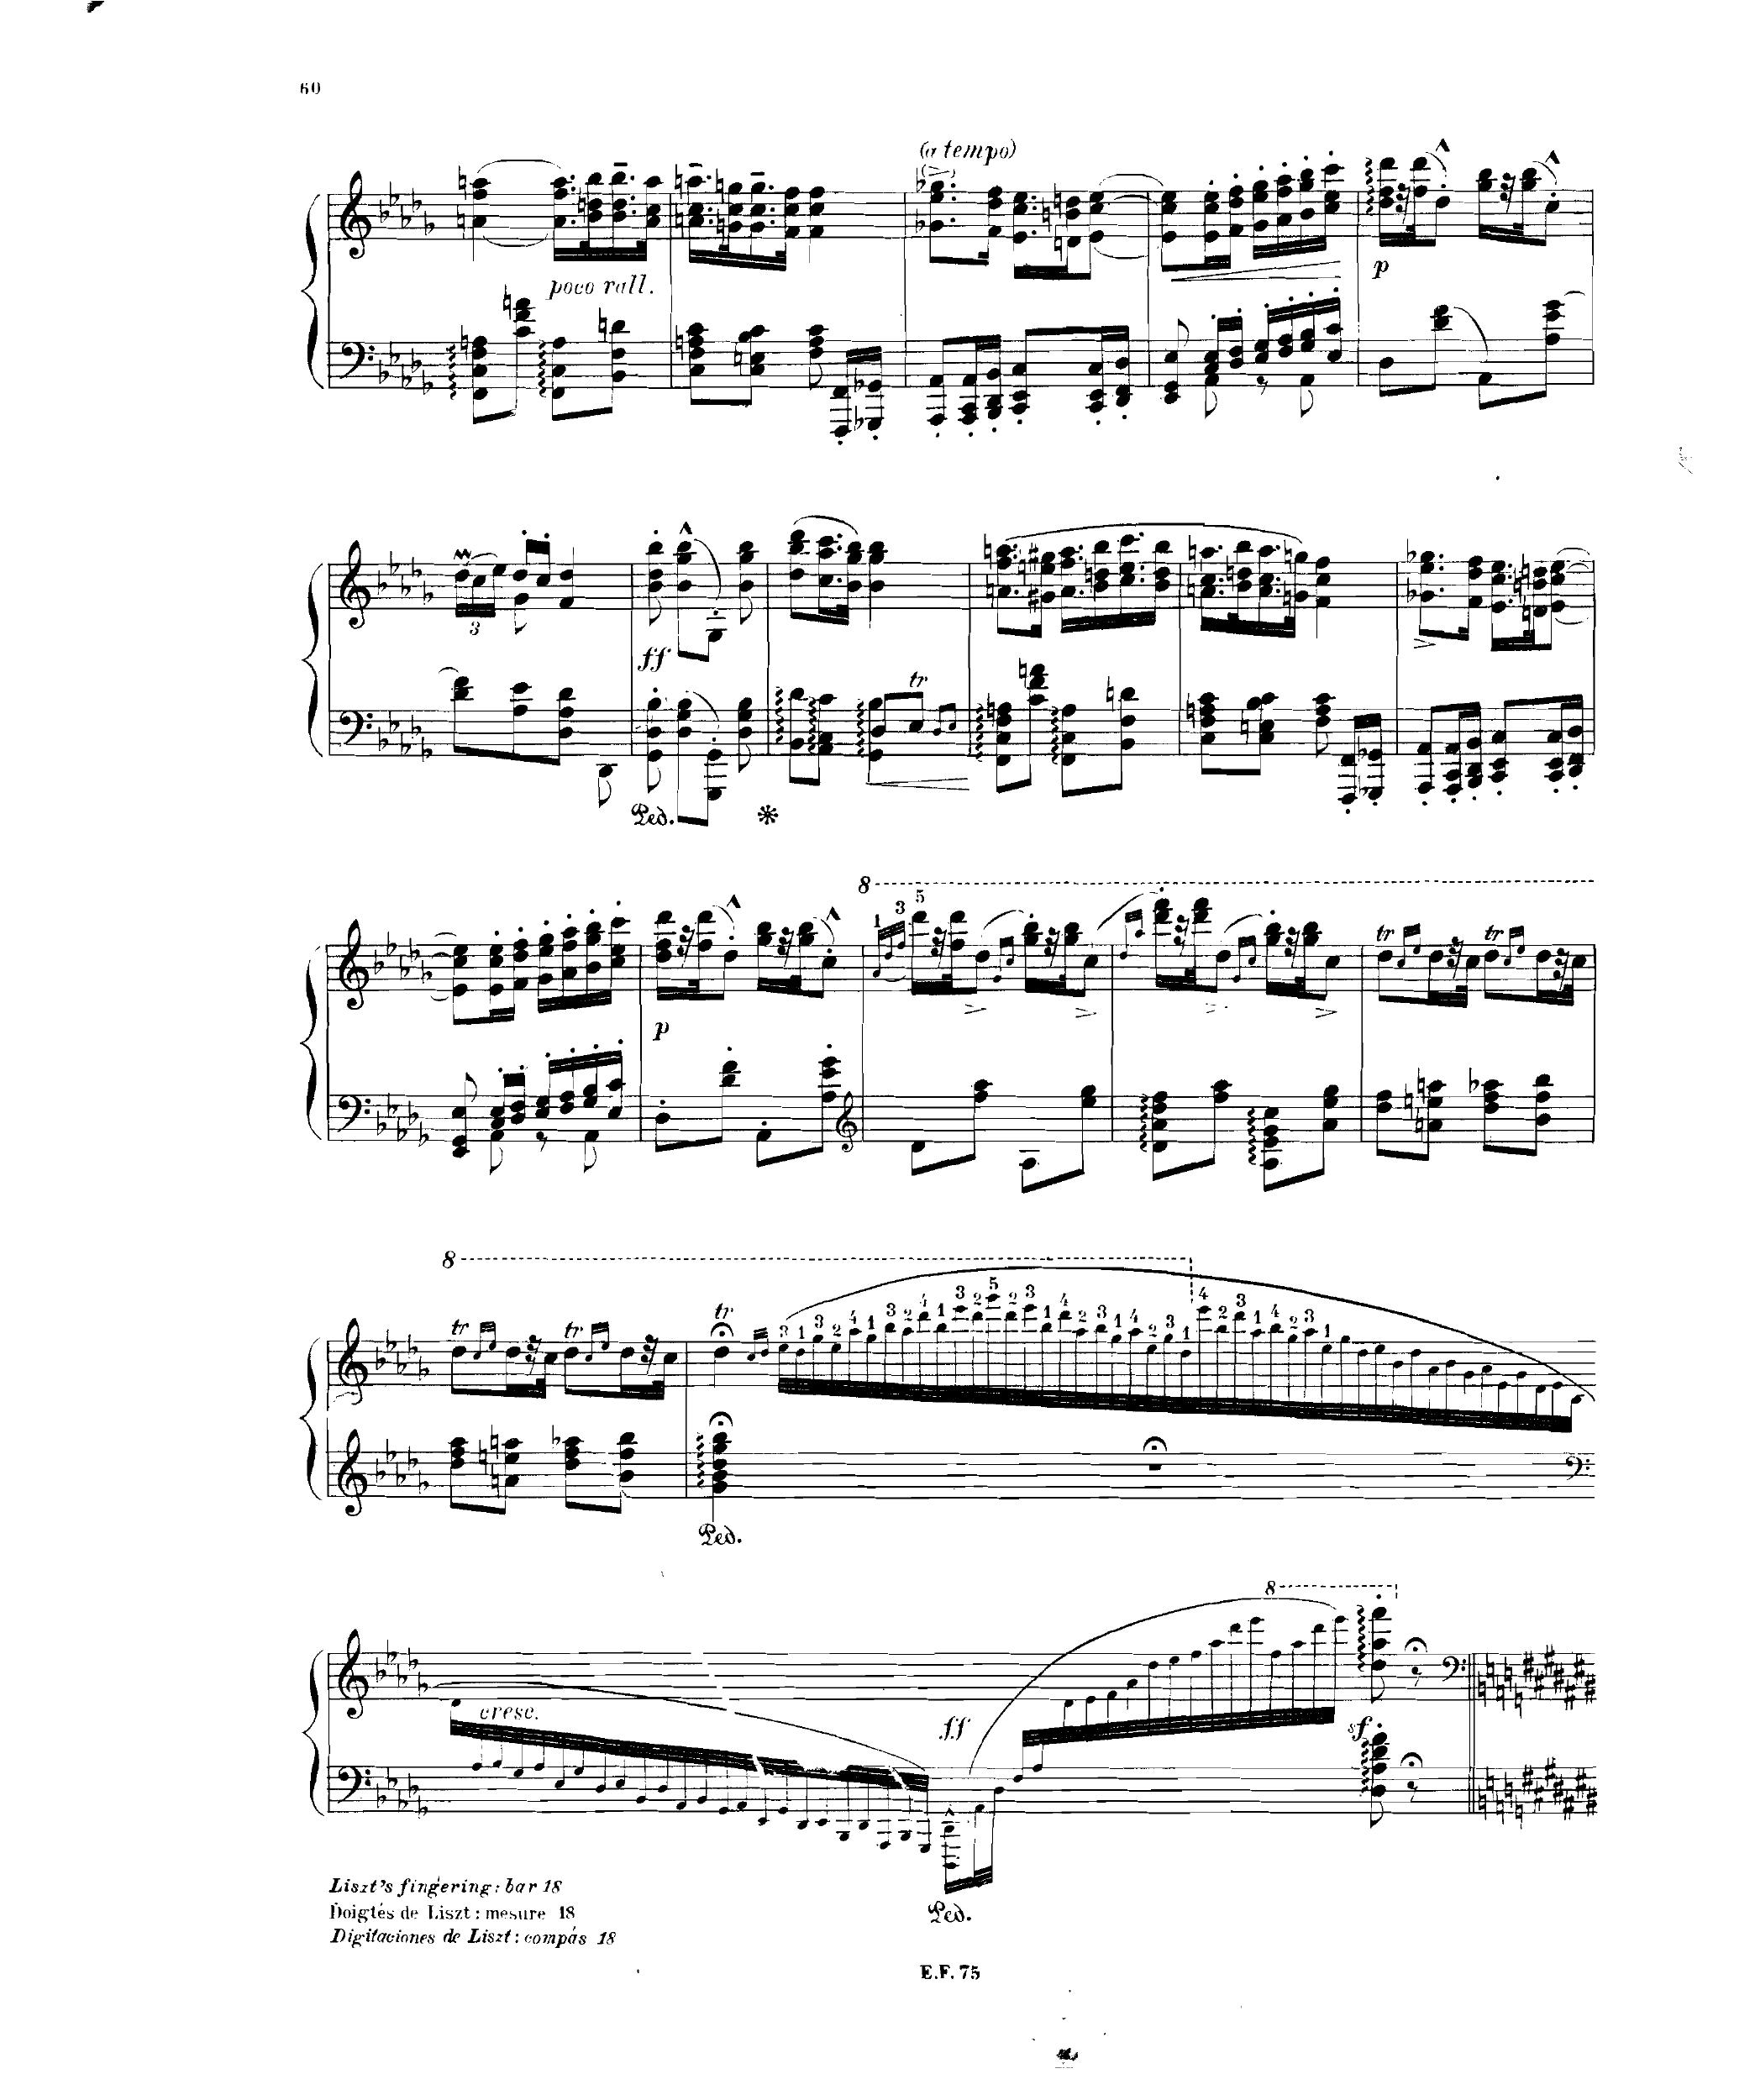 60
(a tempo)
poco rall.
p
3
ff
tr
Ped.
8
1 3 5
p
tr tr
8
tr tr tr 3 1 3 2 4 1 3 2 4 1 3 2 5 2 3 1 4 2 3 1 4 2 3 1 4 2 3 1 4 2 3 1
Ped.
8
cresc.
ff
sf
Ped.
Liszt's fingering: bar 18
Doigtés de Liszt: mesure 18
Digitaciones de Liszt: compás 18
E.F. 75